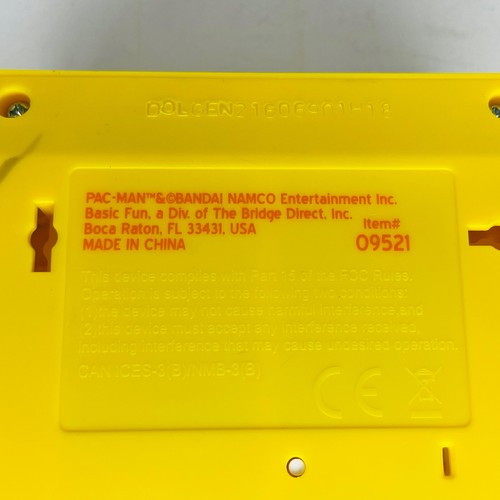 PAC-MAN™&©BANDAI NAMCO Entertainment Inc.
Basic Fun, a Div. of The Bridge Direct, Inc.
Boca Raton, FL 33431, USA
MADE IN CHINA
Item#
09521
This device complies with Part 15 of the FCC Rules.
Operation is subject to the following two conditions:
1) the device may not cause harmful interference,and
2) this device must accept any interference received,
including interference that may cause undesired operation.
CAN ICES-3(B)/NMB-3(B)
CE